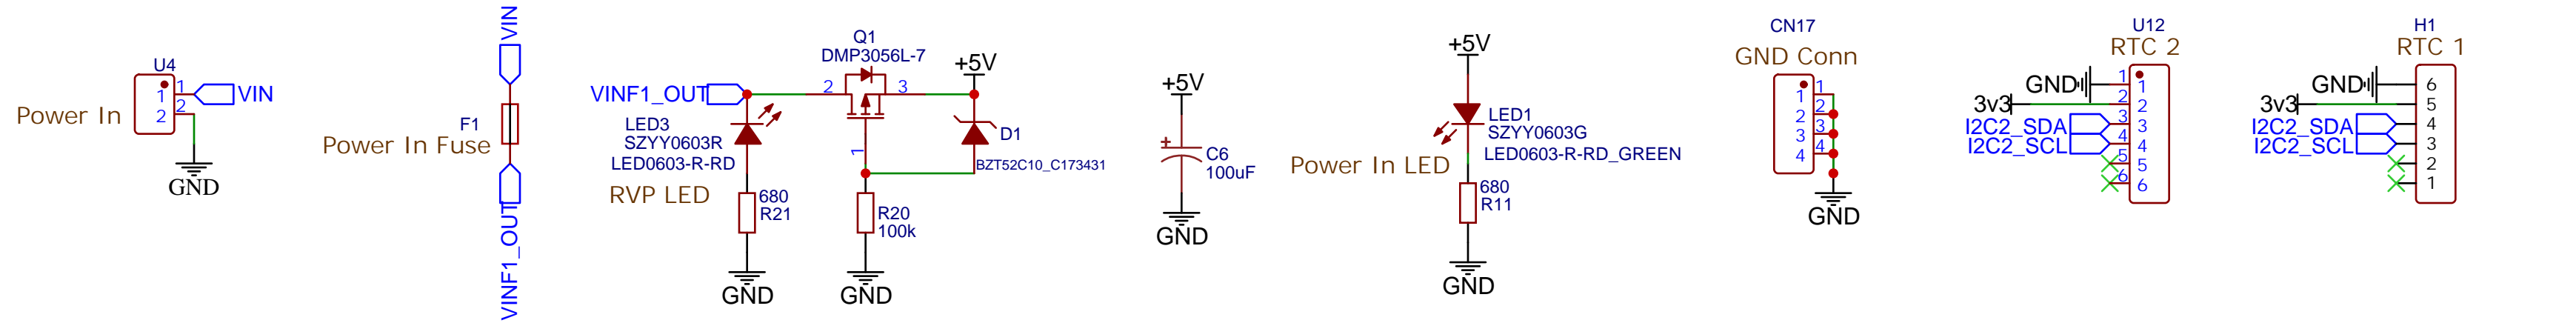 U4
Power In
1
2
1
2
VIN
GND
VIN
F1
Power In Fuse
VINF1_OUT
Q1
DMP3056L-7
VINF1_OUT
2
3
+5V
LED3
SZYY0603R
LED0603-R-RD
RVP LED
1
D1
BZT52C10_C173431
680
R21
R20
100k
GND
GND
+5V
+
C6
100uF
GND
+5V
LED1
SZYY0603G
LED0603-R-RD_GREEN
Power In LED
680
R11
GND
CN17
GND Conn
1
1
2
2
3
3
4
4
GND
U12
RTC 2
GND
1
1
3v3
2
2
I2C2_SDA
3
3
I2C2_SCL
4
4
5
5
6
6
H1
RTC 1
GND
6
3v3
5
I2C2_SDA
4
I2C2_SCL
3
2
1